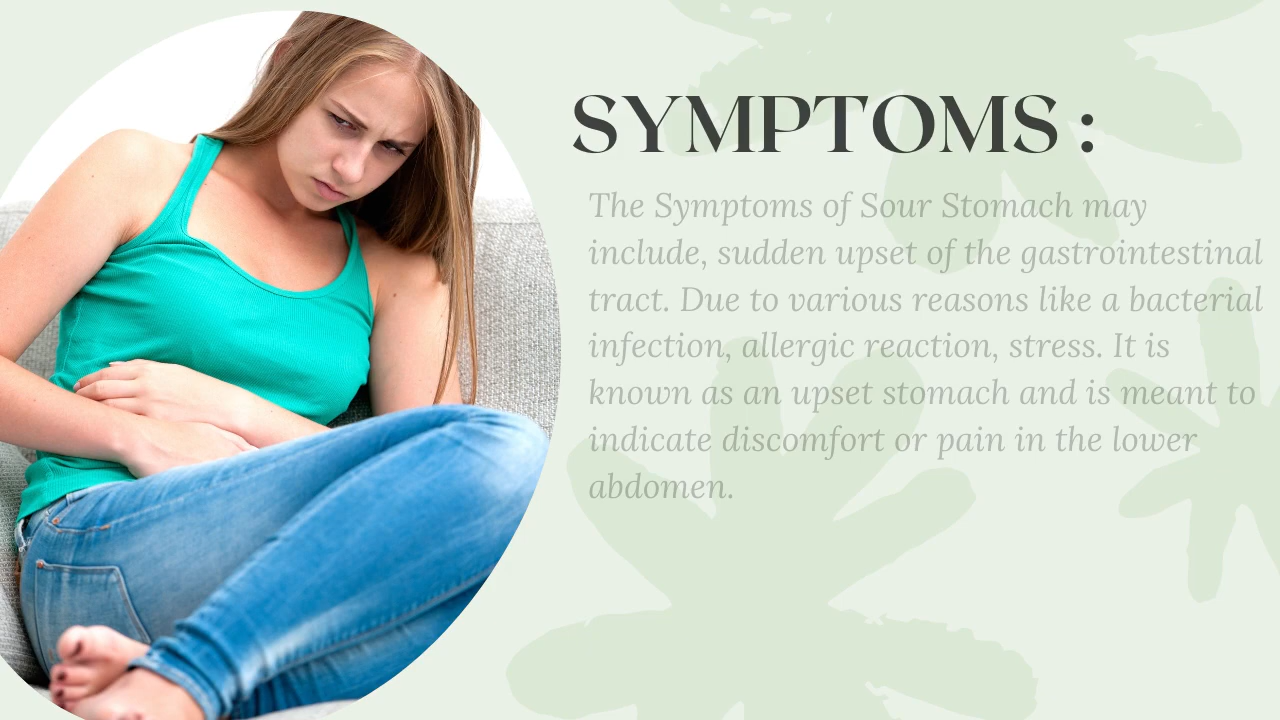 SYMPTOMS :
The Symptoms of Sour Stomach may
include, sudden upset of the gastrointestinal
tract. Due to various reasons like a bacterial
infection, allergic reaction, stress. It is
known as an upset stomach and is meant to
indicate discomfort or pain in the lower
abdomen.